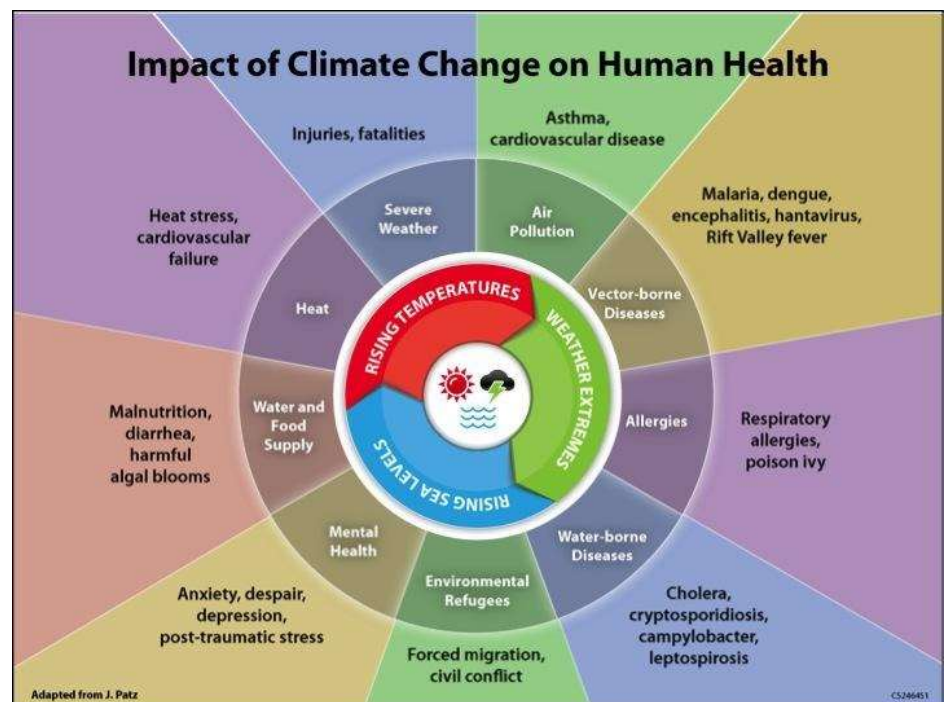 Impact of Climate Change on Human Health
Injuries, fatalities
Asthma,
cardiovascular disease
Malaria, dengue,
encephalitis, hantavirus,
Rift Valley fever
Respiratory
allergies,
poison ivy
Cholera,
cryptosporidiosis,
campylobacter,
leptospirosis
Forced migration,
civil conflict
Anxiety, despair,
depression,
post-traumatic stress
Malnutrition,
diarrhea,
harmful
algal blooms
Heat stress,
cardiovascular
failure
Severe
Weather
Air
Pollution
Vector-borne
Diseases
Allergies
Water-borne
Diseases
Environmental
Refugees
Mental
Health
Water and
Food
Supply
Heat
RISING TEMPERATURES
WEATHER EXTREMES
RISING SEA LEVELS
Adapted from J. Patz
CS246451